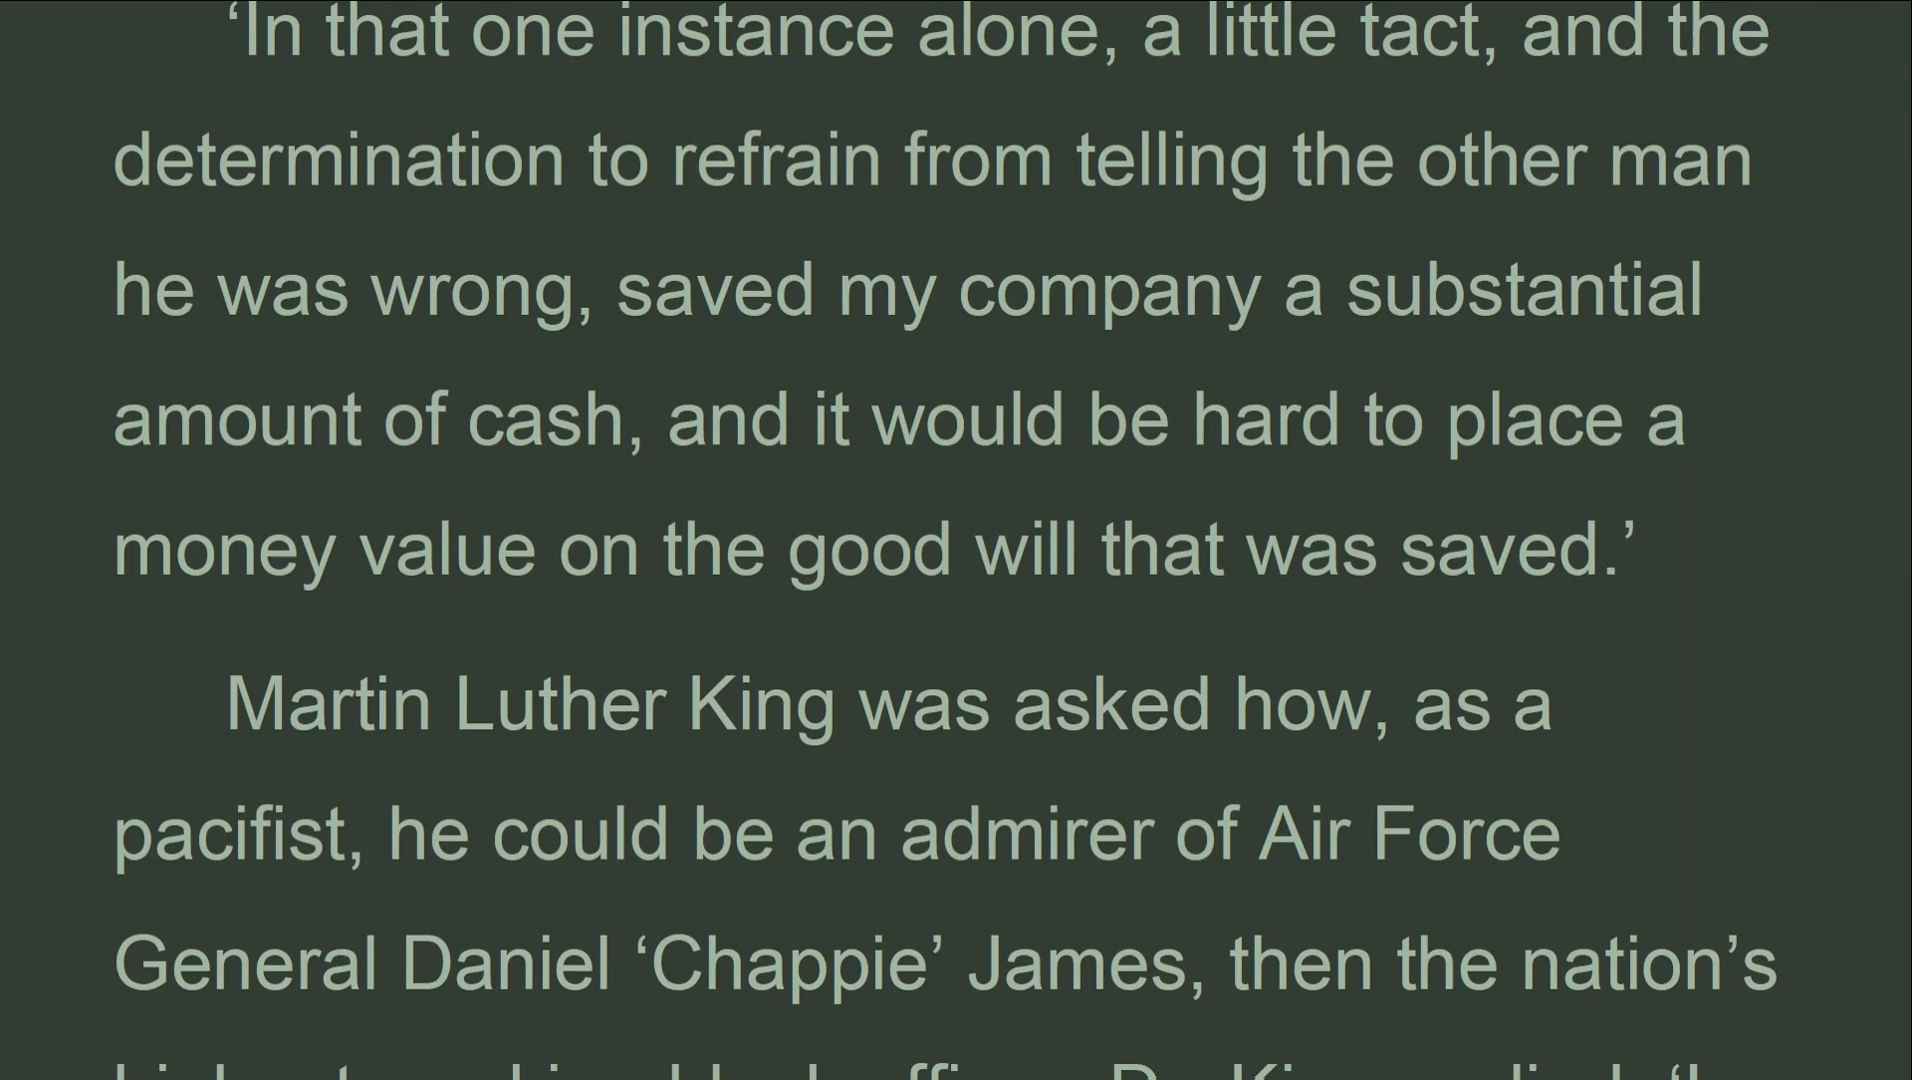 ‘In that one instance alone, a little tact, and the
determination to refrain from telling the other man
he was wrong, saved my company a substantial
amount of cash, and it would be hard to place a
money value on the good will that was saved.’
Martin Luther King was asked how, as a
pacifist, he could be an admirer of Air Force
General Daniel ‘Chappie’ James, then the nation’s